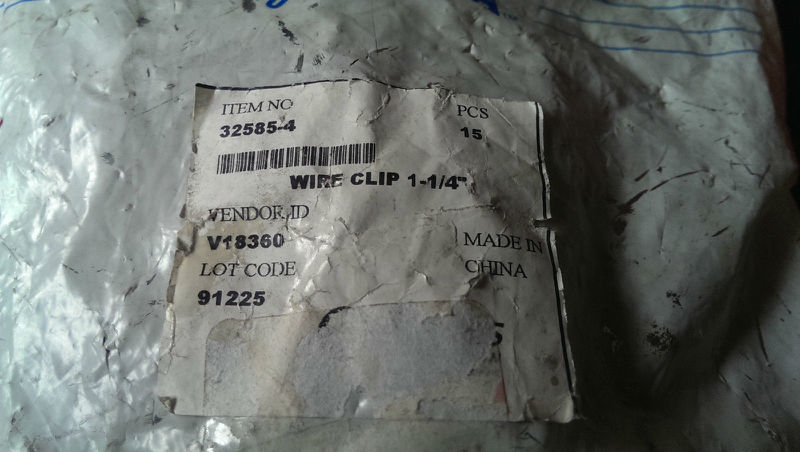 ITEM NO PCS
32585-4 15
WIRE CLIP 1-1/4"
VENDOR ID
V18360 MADE IN
LOT CODE CHINA
91225